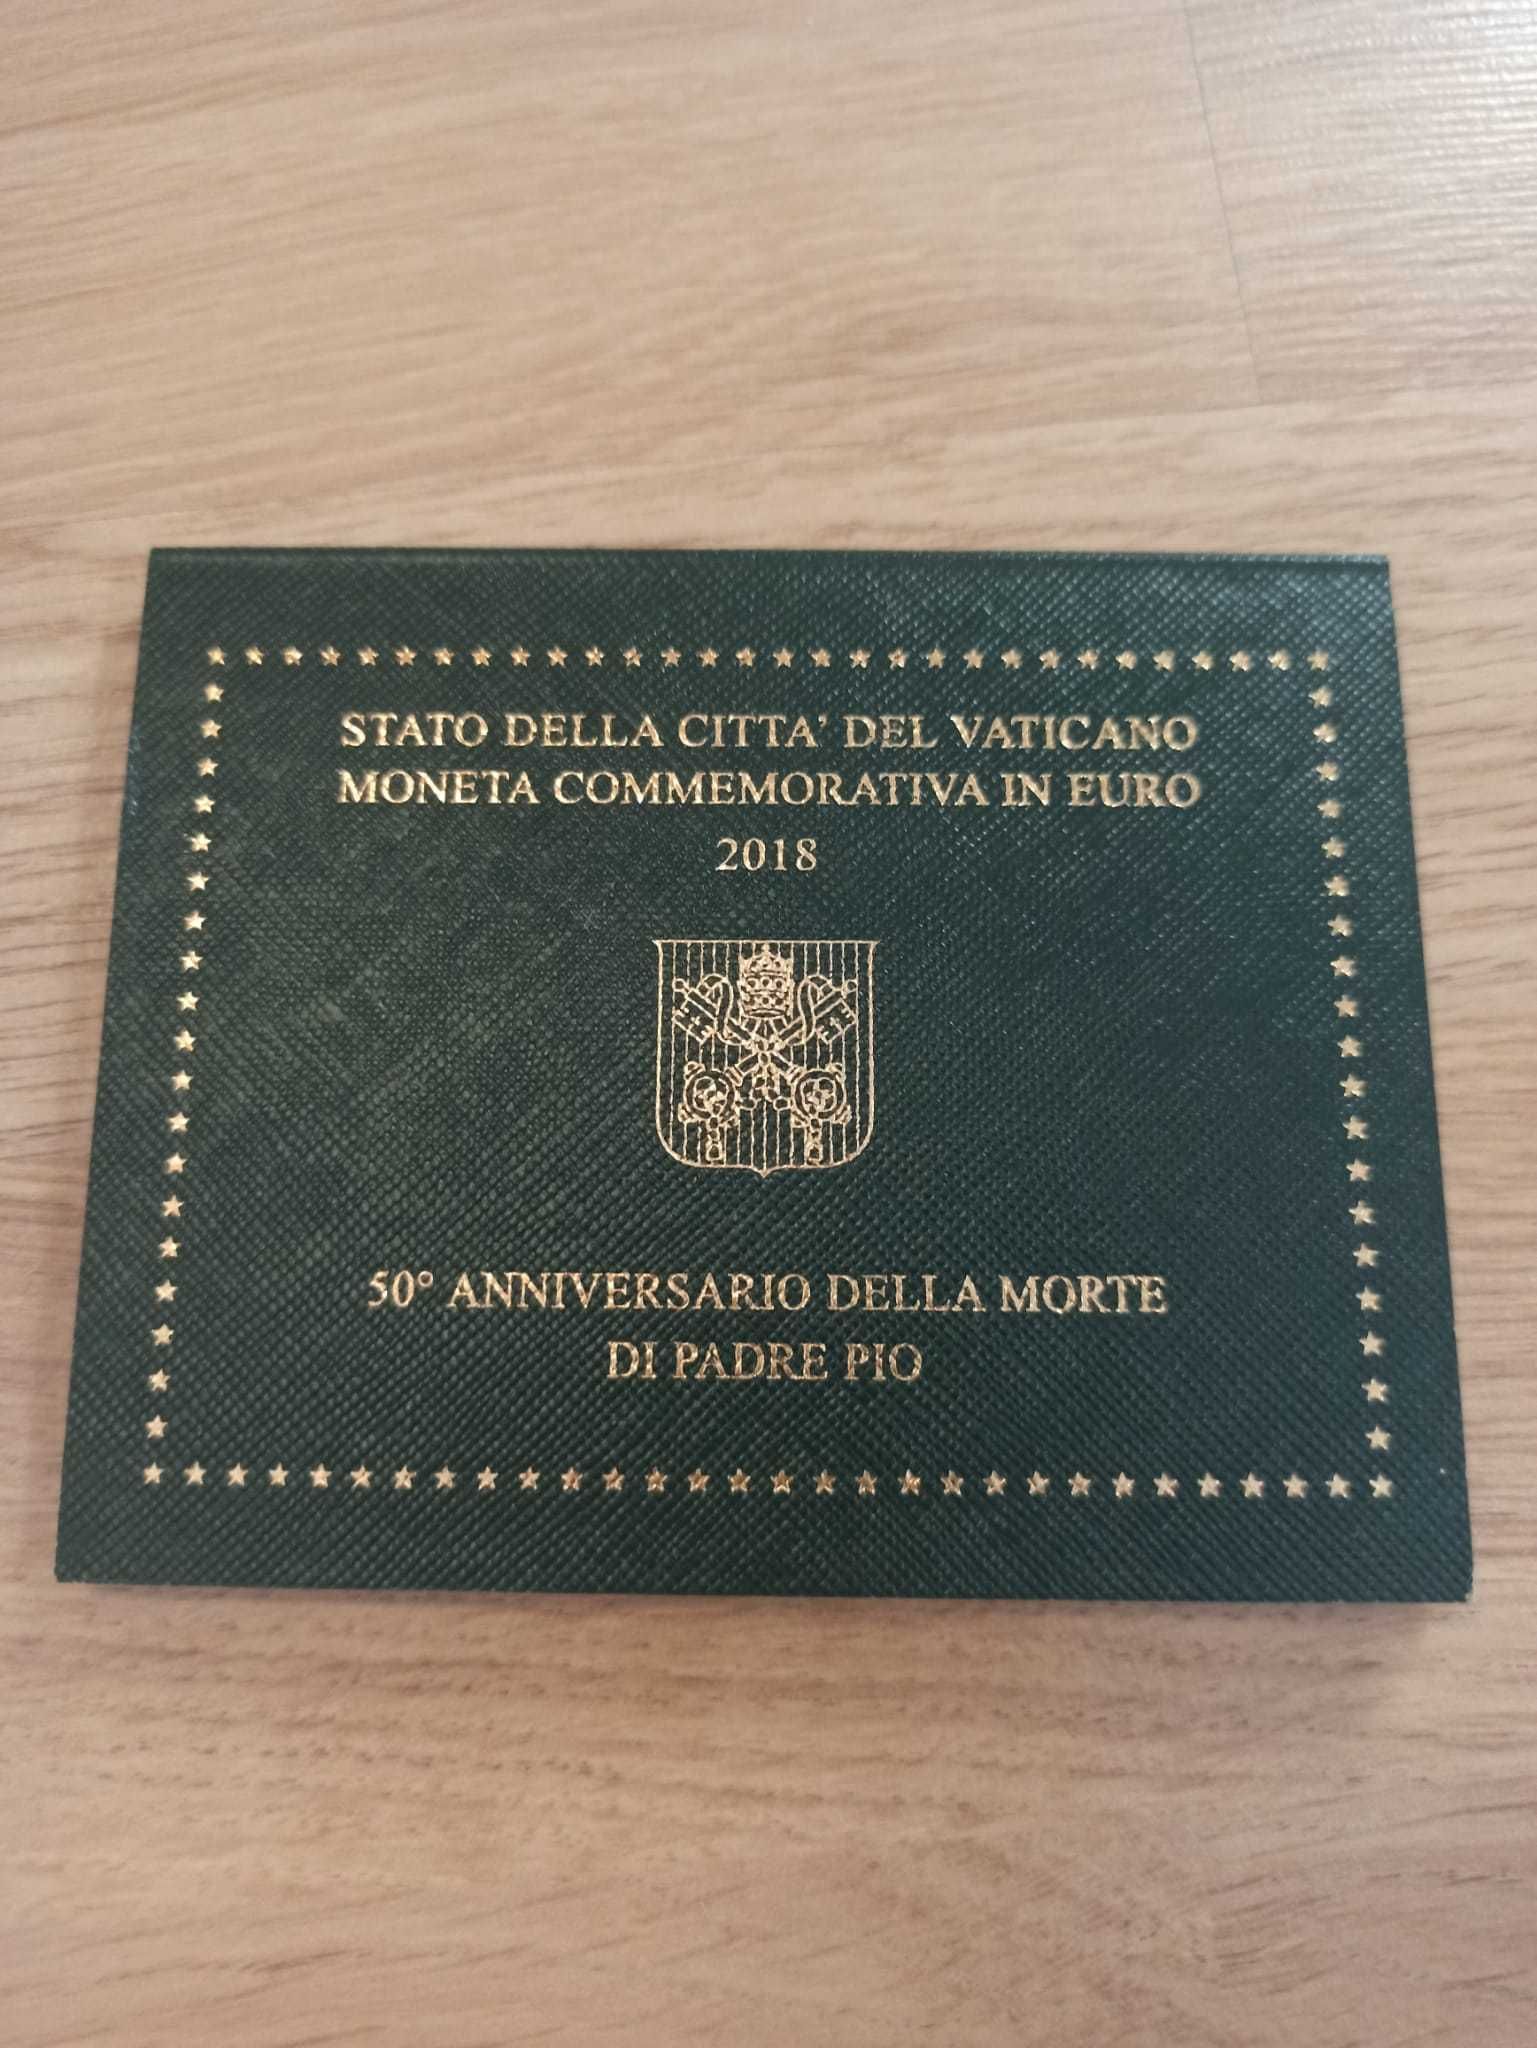 STATO DELLA CITTA' DEL VATICANO
MONETA COMMEMORATIVA IN EURO
2018
50° ANNIVERSARIO DELLA MORTE
DI PADRE PIO